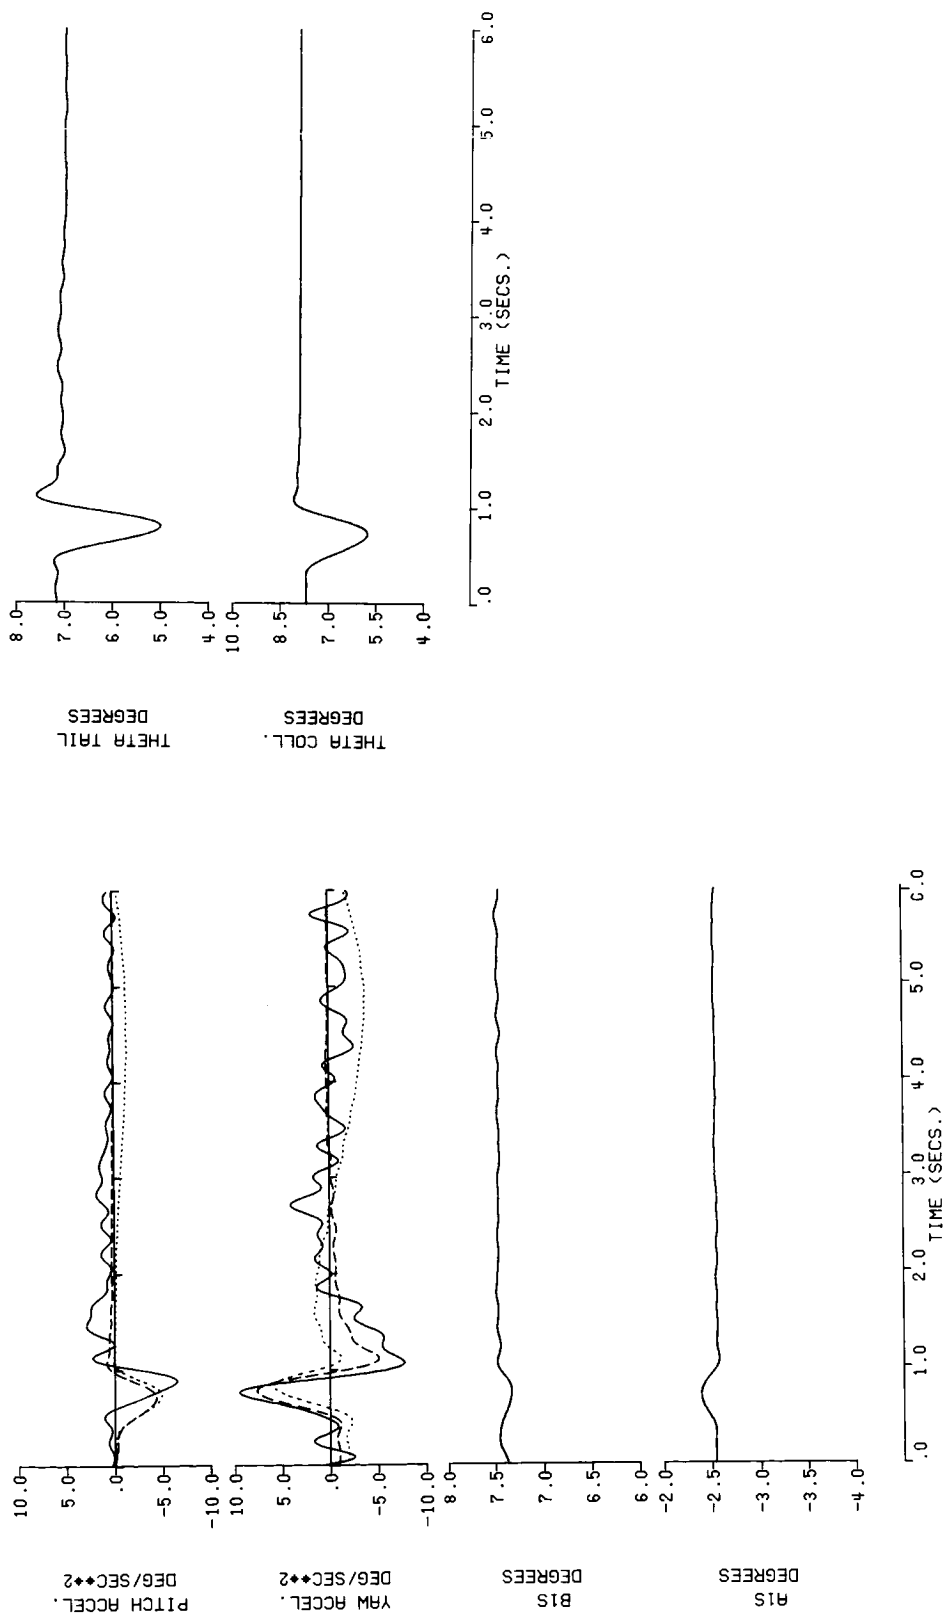 PITCH ACCEL.
DEG/SEC**2
10.0
5.0
.0
-5.0
-10.0
YAW ACCEL.
DEG/SEC**2
10.0
5.0
.0
-5.0
-10.0
B1S
DEGREES
8.0
7.5
7.0
6.5
6.0
A1S
DEGREES
-2.0
-2.5
-3.0
-3.5
-4.0
.0 1.0 2.0 3.0 4.0 5.0 6.0
TIME (SECS.)
THETA TAIL
DEGREES
8.0
7.0
6.0
5.0
4.0
THETA COLL.
DEGREES
10.0
8.5
7.0
5.5
4.0
.0 1.0 2.0 3.0 4.0 5.0 6.0
TIME (SECS.)